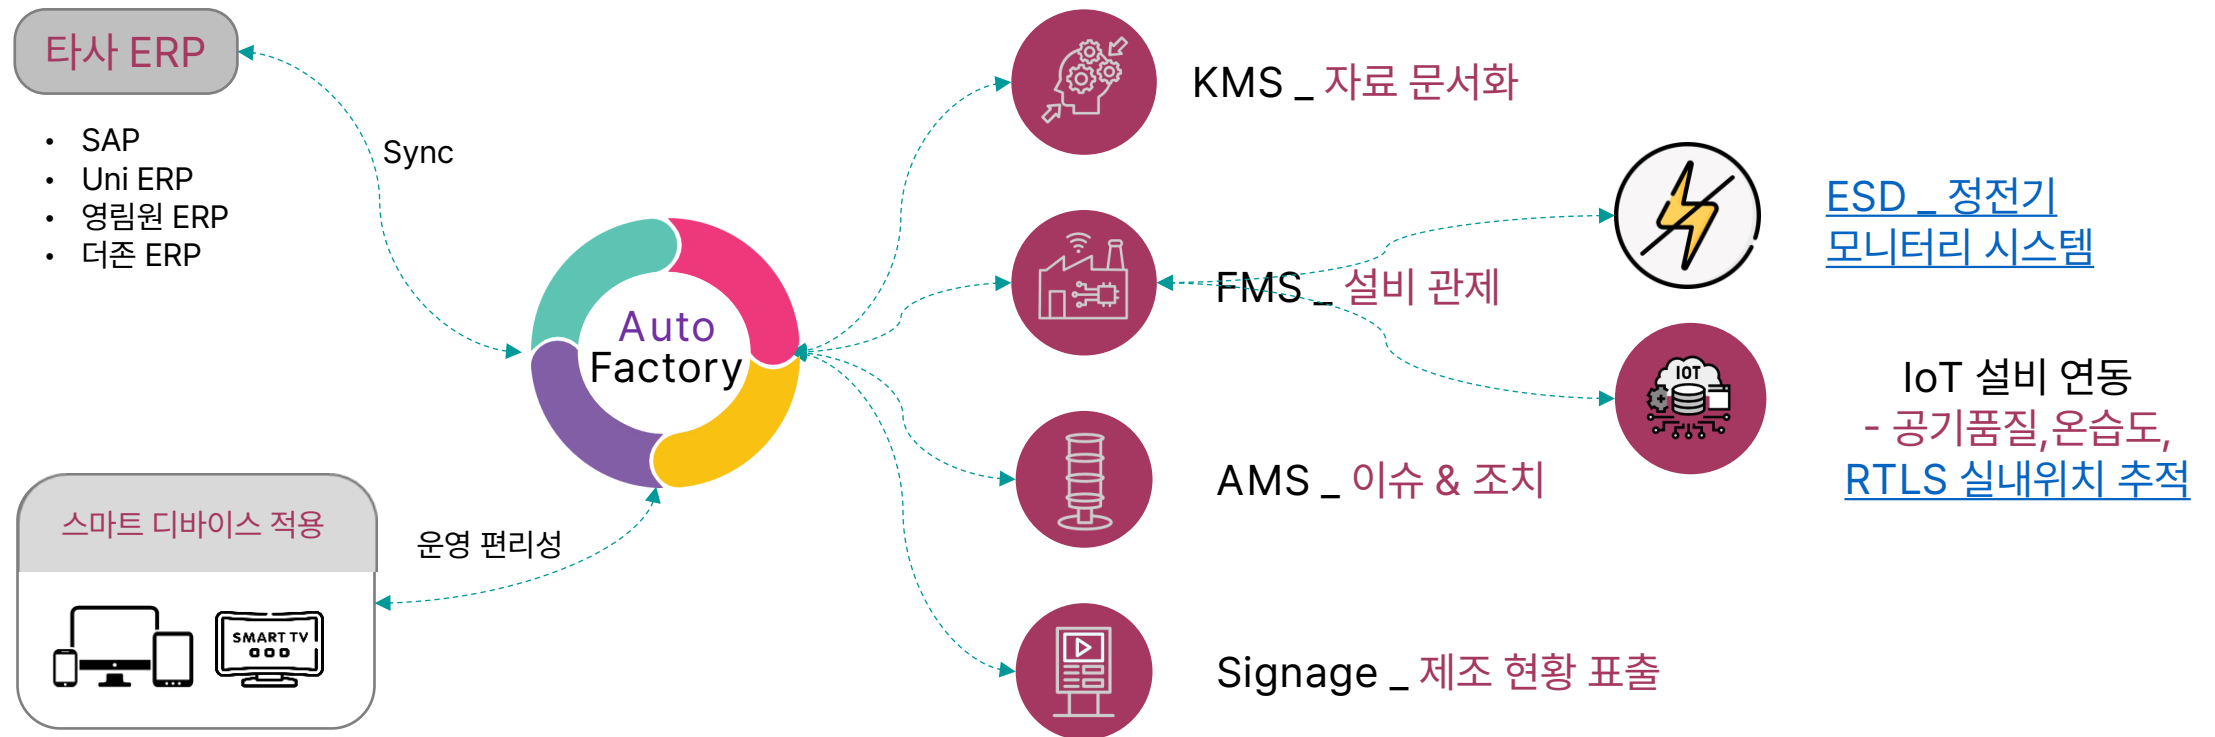 타사 ERP
• SAP
• Uni ERP
• 영림원 ERP
• 더존 ERP
Sync
Auto
Factory
스마트 디바이스 적용
SMART TV
운영 편리성
KMS _ 자료 문서화
FMS _ 설비 관제
AMS _ 이슈 & 조치
Signage _ 제조 현황 표출
ESD _ 정전기
모니터리 시스템
IOT
IoT 설비 연동
- 공기품질,온습도,
RTLS 실내위치 추적